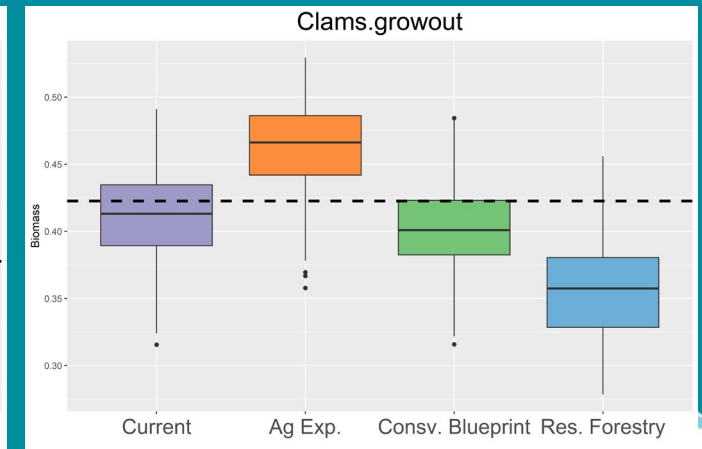 Clams.growout
Biomass
0.50
0.45
0.40
0.35
0.30
Current Ag Exp. Consv. Blueprint Res. Forestry